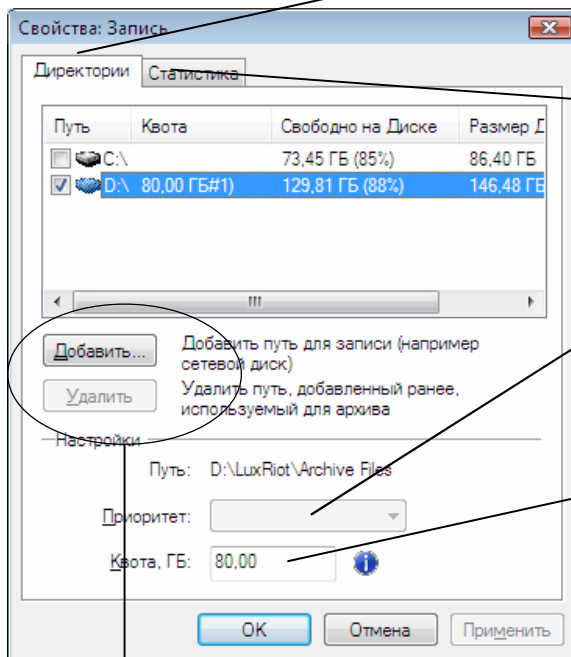 Свойства: Запись
Директории Статистика
Путь Квота Свободно на Диске Размер Д
C:\ 73,45 ГБ (85%) 86,40 ГБ
D:\ 80,00 ГБ#1) 129,81 ГБ (88%) 146,48 ГБ
Добавить... Добавить путь для записи (например
сетевой диск)
Удалить Удалить путь, добавленный ранее,
используемый для архива
Настройки
Путь: D:\LuxRiot\Archive Files
Приоритет:
Квота, ГБ: 80,00
OK Отмена Применить